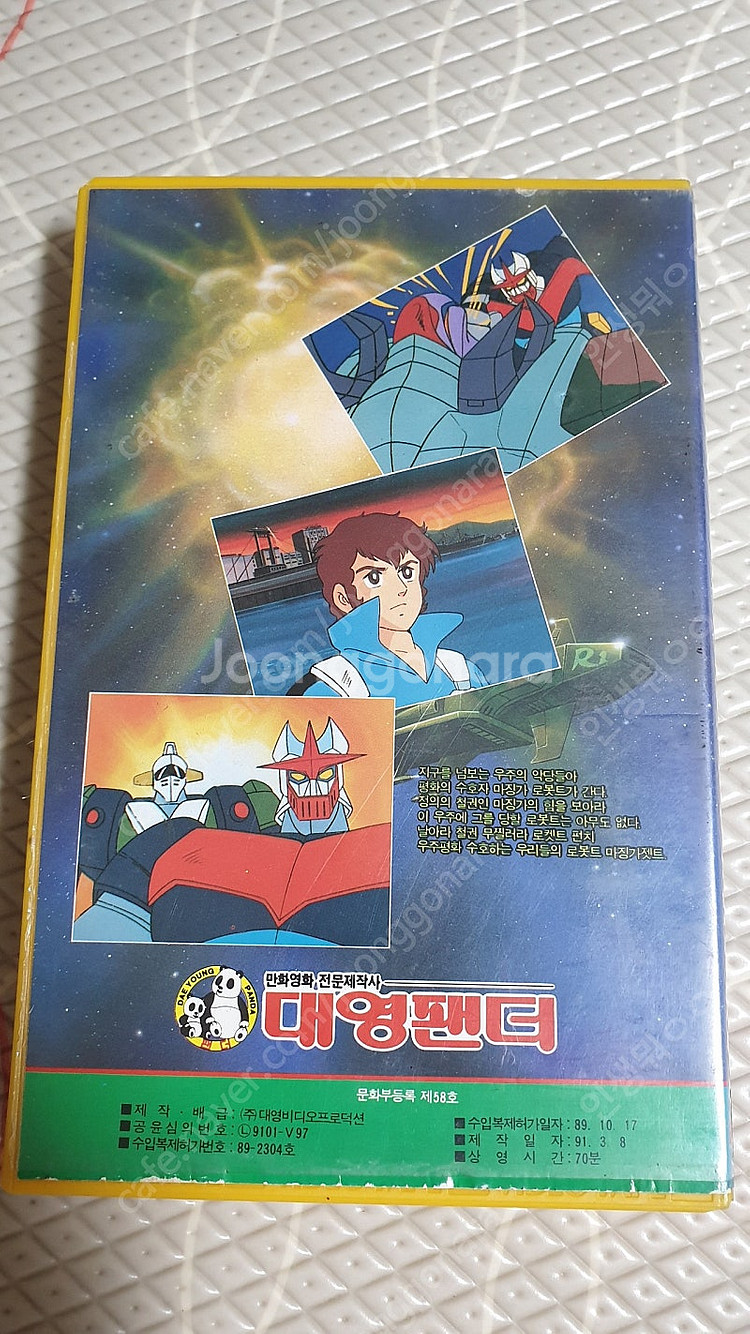 R1
Joonggonara
지구를 넘보는 우주의 악당들아
평화의 수호자 마징가 로봇트가 간다.
정의의 철권인 마징가의 힘을 보아라
이 우주에 그를 당할 로봇트는 아무도 없다.
날아라 철권 무찔러라 로켓트 펀치
우주평화 수호하는 우리들의 로봇트 마징가제트.
DAE YOUNG PANDA
팬더
만화영화 전문제작사
대영팬더
문화부등록 제58호
■제작·배급:(주)대영비디오프로덕션
■공윤심의번호:Ⓛ9101-V97
■수입복제허가번호:89-2304호
■수입복제허가일자:89. 10. 17
■제작일자:91. 3. 8
■상영시간:70분